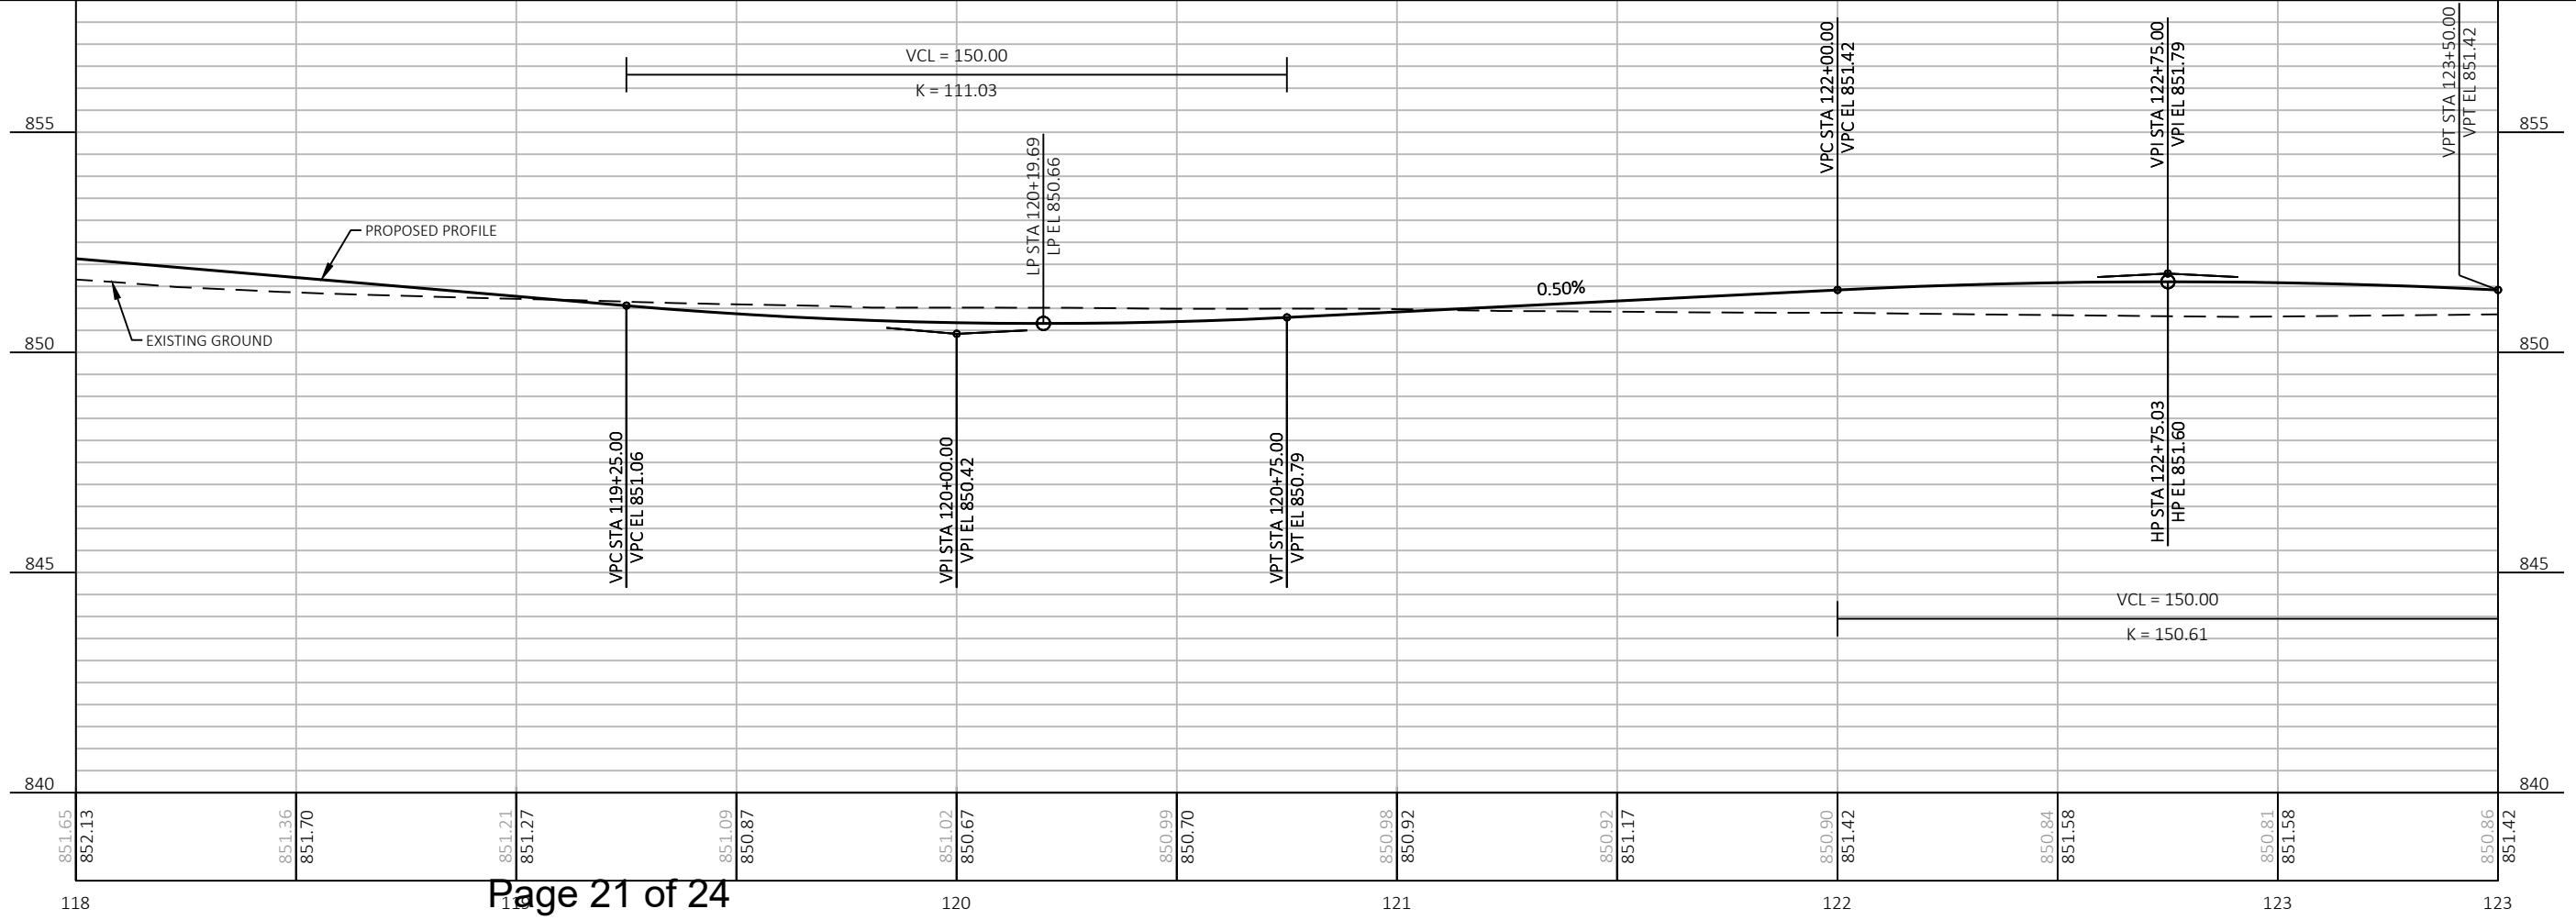 VCL = 150.00
K = 111.03
855
855
VPC STA 122+00.00
VPC EL 851.42
VPI STA 122+75.00
VPI EL 851.79
VPT STA 123+50.00
VPT EL 851.42
LP STA 120+19.69
LP EL 850.66
PROPOSED PROFILE
0.50%
EXISTING GROUND
850
850
VPC STA 119+25.00
VPC EL 851.06
VPI STA 120+00.00
VPI EL 850.42
VPT STA 120+75.00
VPT EL 850.79
HP STA 122+75.03
HP EL 851.60
845
845
VCL = 150.00
K = 150.61
840
840
851.65
852.13
851.36
851.70
851.21
851.27
851.09
850.87
851.02
850.67
850.99
850.70
850.98
850.92
850.92
851.17
850.90
851.42
850.84
851.58
850.81
851.58
850.86
851.42
118
119
120
121
122
123
123
Page 21 of 24